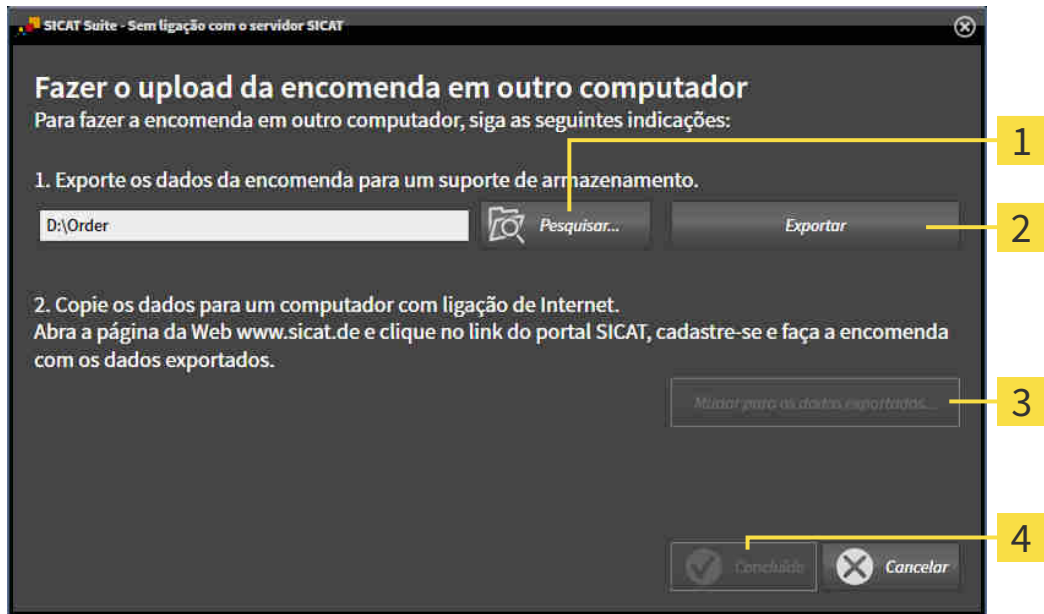 SICAT Suite - Sem ligação com o servidor SICAT
Fazer o upload da encomenda em outro computador
Para fazer a encomenda em outro computador, siga as seguintes indicações:
1
1. Exporte os dados da encomenda para um suporte de armazenamento.
D:\Order Pesquisar... Exportar 2
2. Copie os dados para um computador com ligação de Internet.
Abra a página da Web www.sicat.de e clique no link do portal SICAT, cadastre-se e faça a encomenda
com os dados exportados.
Mudar para os dados exportados... 3
4
Concluído Cancelar